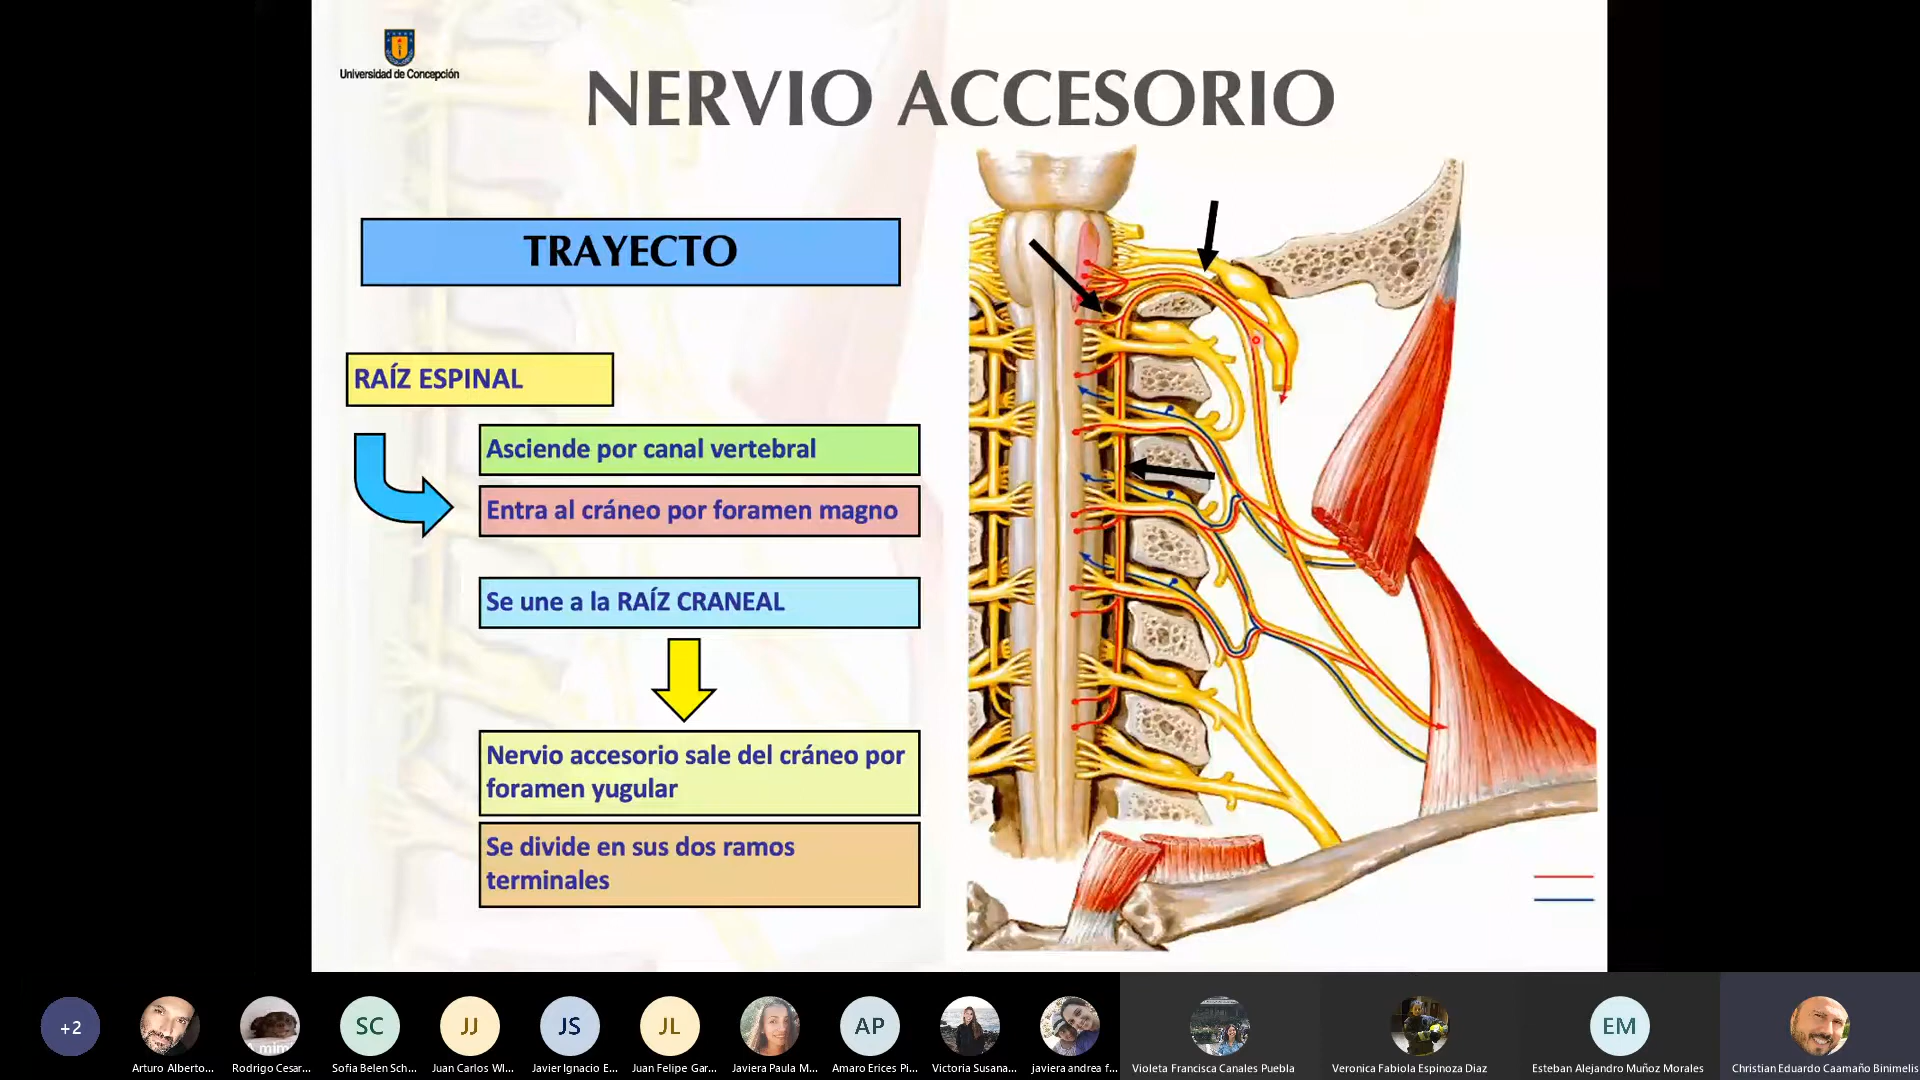 Universidad de Concepción
NERVIO ACCESORIO
TRAYECTO
RAÍZ ESPINAL
Asciende por canal vertebral
Entra al cráneo por foramen magno
Se une a la RAÍZ CRANEAL
Nervio accesorio sale del cráneo por
foramen yugular
Se divide en sus dos ramos
terminales
+2
mimi
SC
JJ
JS
JL
AP
EM
Arturo Alberto...
Rodrigo Cesar...
Sofia Belen Sch...
Juan Carlos Wl...
Javier Ignacio E...
Juan Felipe Gar...
Javiera Paula M...
Amaro Erices Pi...
Victoria Susana...
javiera andrea f...
Violeta Francisca Canales Puebla
Veronica Fabiola Espinoza Diaz
Esteban Alejandro Muñoz Morales
Christian Eduardo Caamaño Binimelis